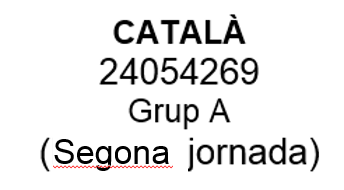 CATALÀ
24054269
Grup A
(Segona jornada)